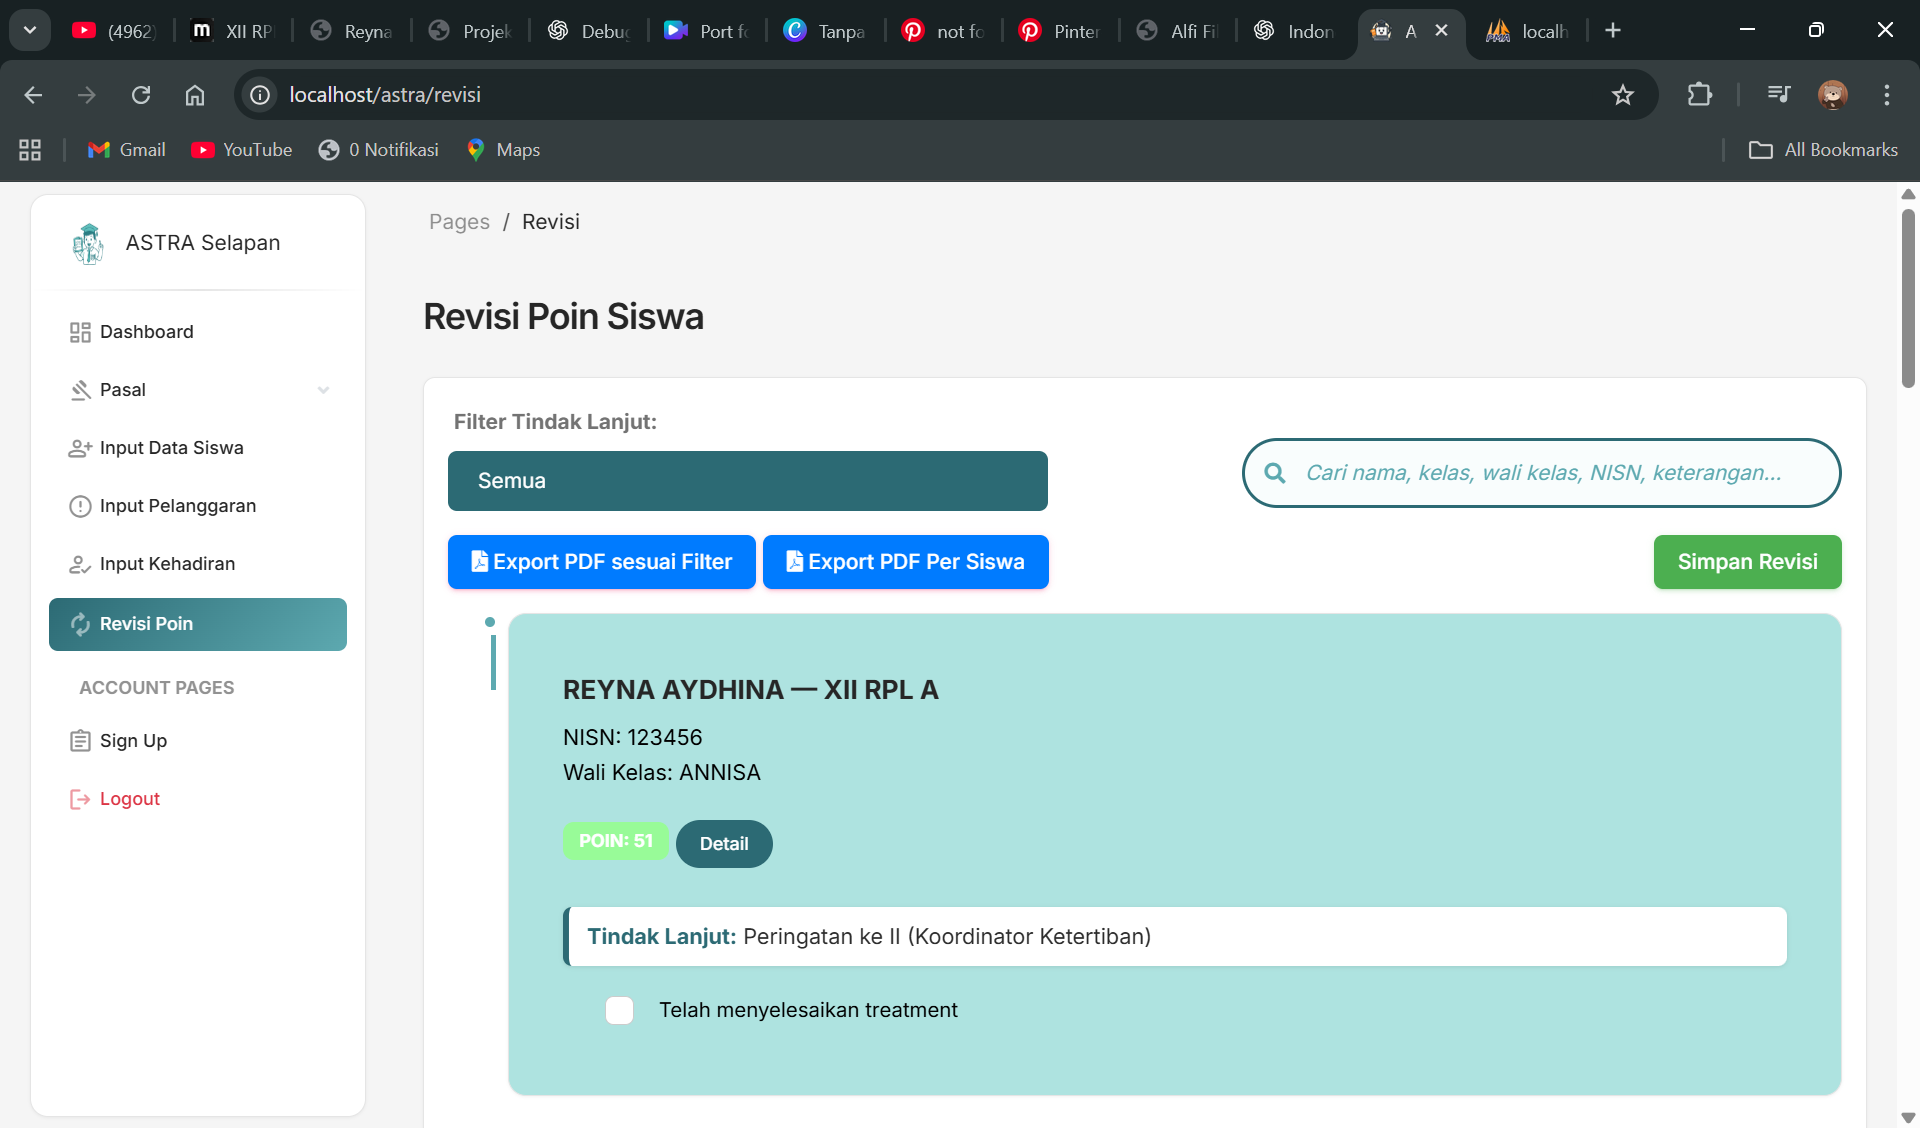 (4962)
XII RP
Reyna
Projek
Debu
Port fo
Tanpa
not fo
Pinter
Alfi Fi
Indon
A
localh
localhost/astra/revisi
Gmail
YouTube
0 Notifikasi
Maps
All Bookmarks
ASTRA Selapan
Dashboard
Pasal
Input Data Siswa
Input Pelanggaran
Input Kehadiran
Revisi Poin
ACCOUNT PAGES
Sign Up
Logout
Pages / Revisi
Revisi Poin Siswa
Filter Tindak Lanjut:
Semua
Cari nama, kelas, wali kelas, NISN, keterangan...
Export PDF sesuai Filter
Export PDF Per Siswa
Simpan Revisi
REYNA AYDHINA — XII RPL A
NISN: 123456
Wali Kelas: ANNISA
POIN: 51
Detail
Tindak Lanjut: Peringatan ke II (Koordinator Ketertiban)
Telah menyelesaikan treatment